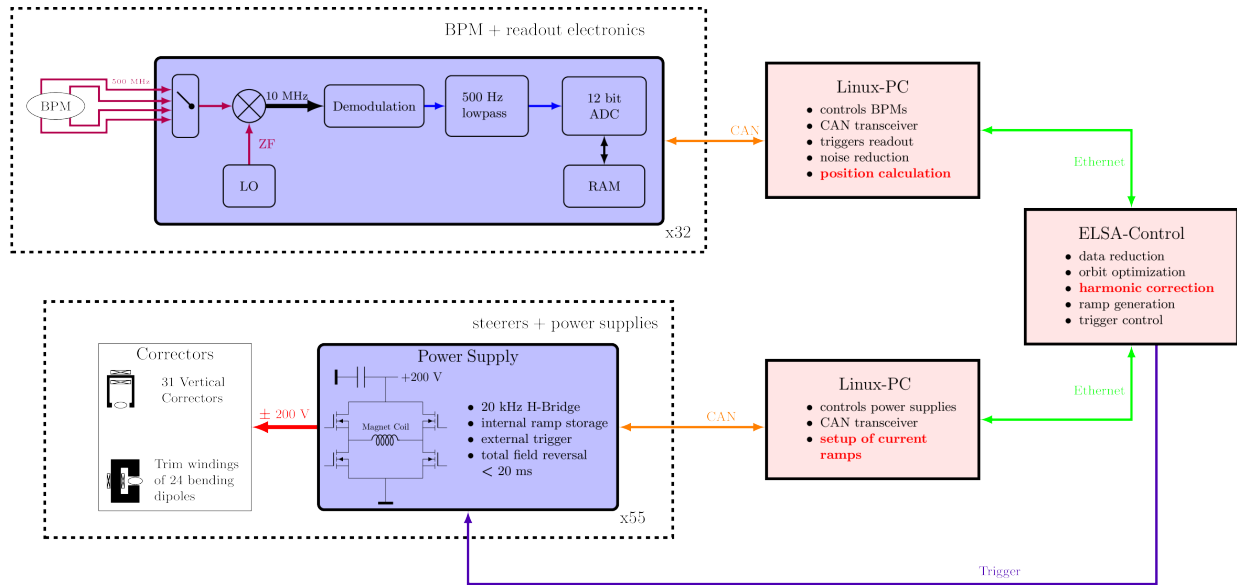 BPM + readout electronics
500 MHz
BPM
10 MHz
Demodulation
500 Hz
lowpass
12 bit
ADC
ZF
LO
RAM
x32
CAN
Linux-PC
• controls BPMs
• CAN transceiver
• triggers readout
• noise reduction
• position calculation
Ethernet
ELSA-Control
• data reduction
• orbit optimization
• harmonic correction
• ramp generation
• trigger control
steerers + power supplies
Correctors
31 Vertical
Correctors
Trim windings
of 24 bending
dipoles
± 200 V
Power Supply
+200 V
Magnet Coil
• 20 kHz H-Bridge
• internal ramp storage
• external trigger
• total field reversal
< 20 ms
x55
CAN
Linux-PC
• controls power supplies
• CAN transceiver
• setup of current
ramps
Ethernet
Trigger